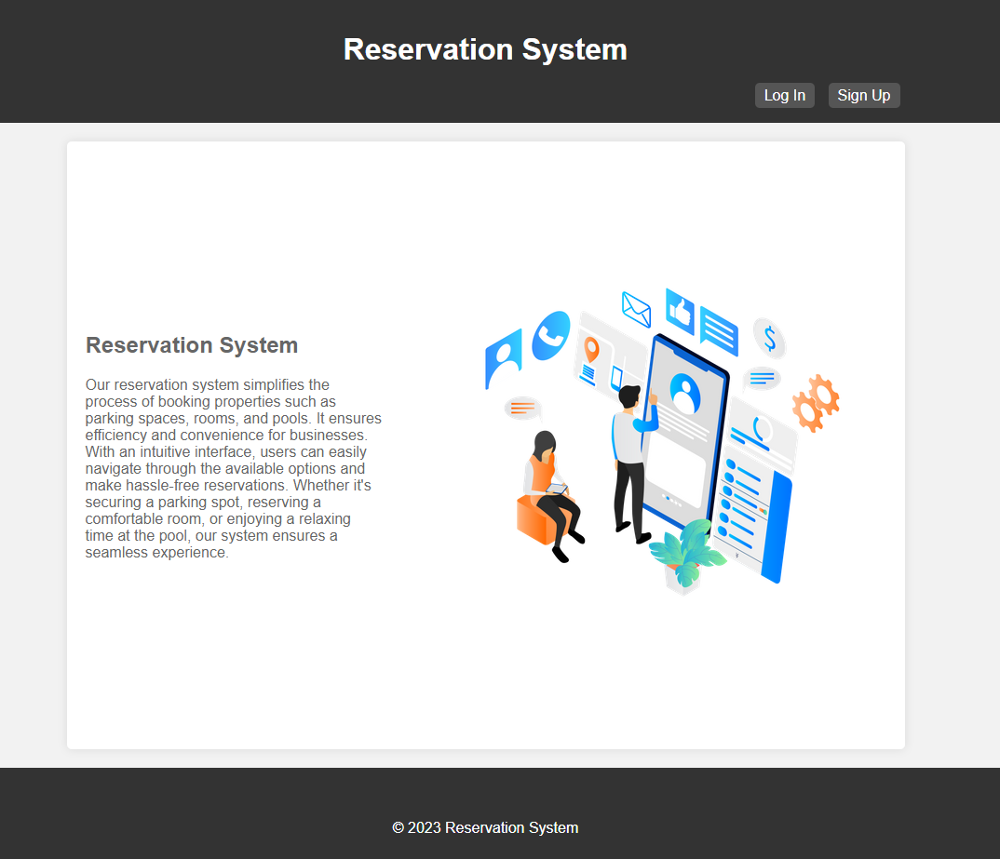 Reservation System
Log In
Sign Up
Reservation System
Our reservation system simplifies the
process of booking properties such as
parking spaces, rooms, and pools. It ensures
efficiency and convenience for businesses.
With an intuitive interface, users can easily
navigate through the available options and
make hassle-free reservations. Whether it's
securing a parking spot, reserving a
comfortable room, or enjoying a relaxing
time at the pool, our system ensures a
seamless experience.
$
© 2023 Reservation System